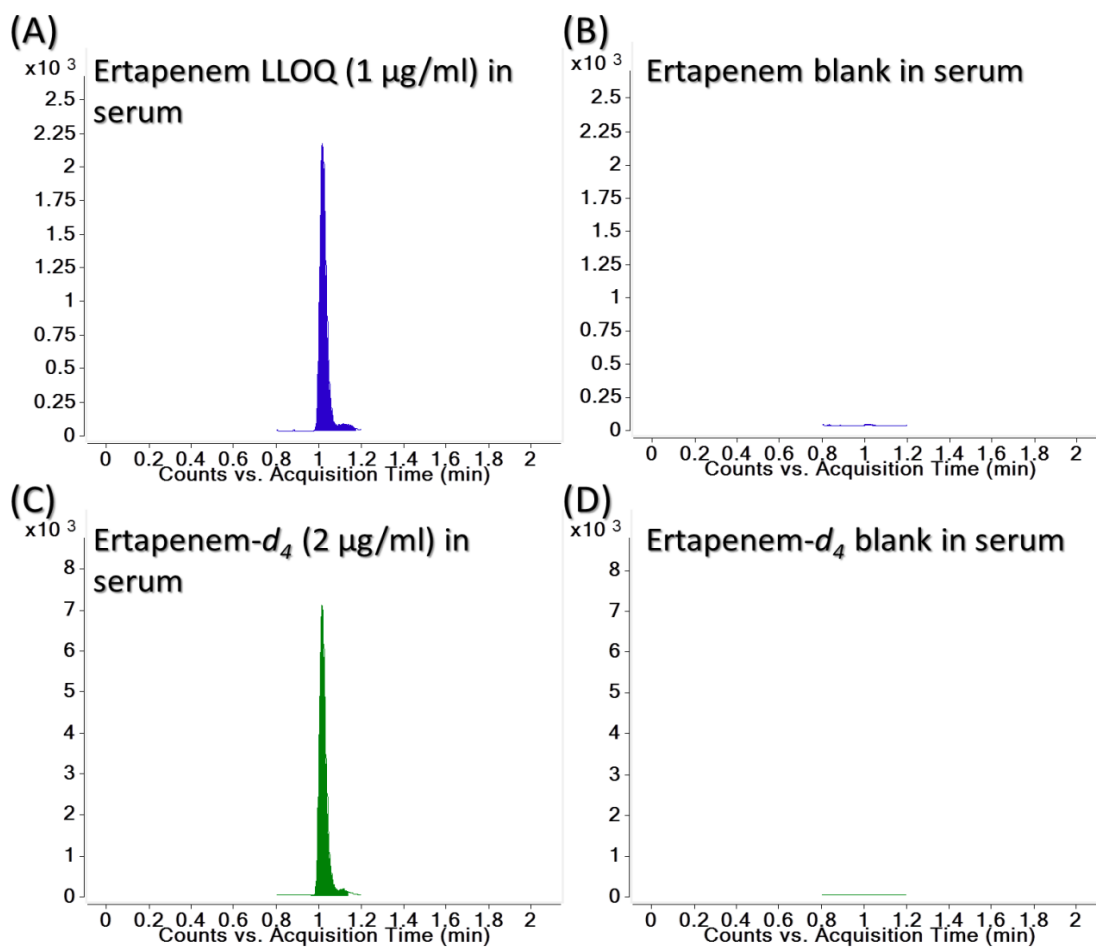 (A)
x10 3
Ertapenem LLOQ (1 µg/ml) in
serum
2.5
2.25
2
1.75
1.5
1.25
1
0.75
0.5
0.25
0
0 0.2 0.4 0.6 0.8 1 1.2 1.4 1.6 1.8 2
Counts vs. Acquisition Time (min)
(B)
x10 3
Ertapenem blank in serum
2.5
2.25
2
1.75
1.5
1.25
1
0.75
0.5
0.25
0
0 0.2 0.4 0.6 0.8 1 1.2 1.4 1.6 1.8 2
Counts vs. Acquisition Time (min)
(C)
x10 3
Ertapenem-d4 (2 µg/ml) in
serum
8
7
6
5
4
3
2
1
0
0 0.2 0.4 0.6 0.8 1 1.2 1.4 1.6 1.8 2
Counts vs. Acquisition Time (min)
(D)
x10 3
Ertapenem-d4 blank in serum
8
7
6
5
4
3
2
1
0
0 0.2 0.4 0.6 0.8 1 1.2 1.4 1.6 1.8 2
Counts vs. Acquisition Time (min)